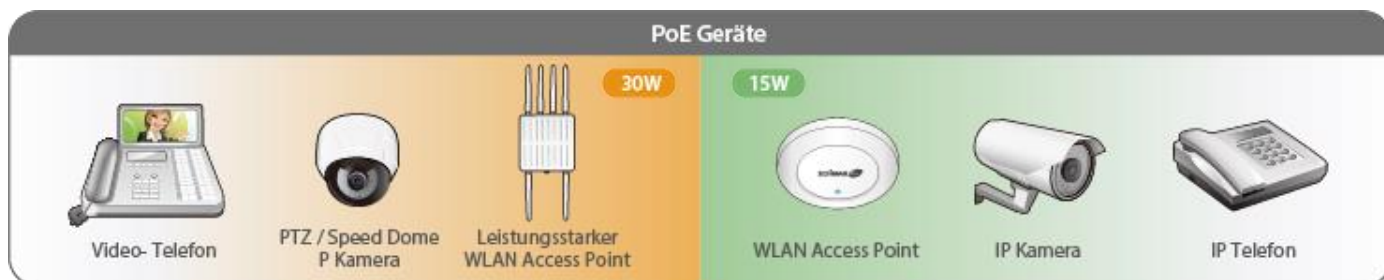 PoE Geräte
30W
15W
Video- Telefon
PTZ / Speed Dome
P Kamera
Leistungsstarker
WLAN Access Point
EDIMAX
WLAN Access Point
IP Kamera
IP Telefon